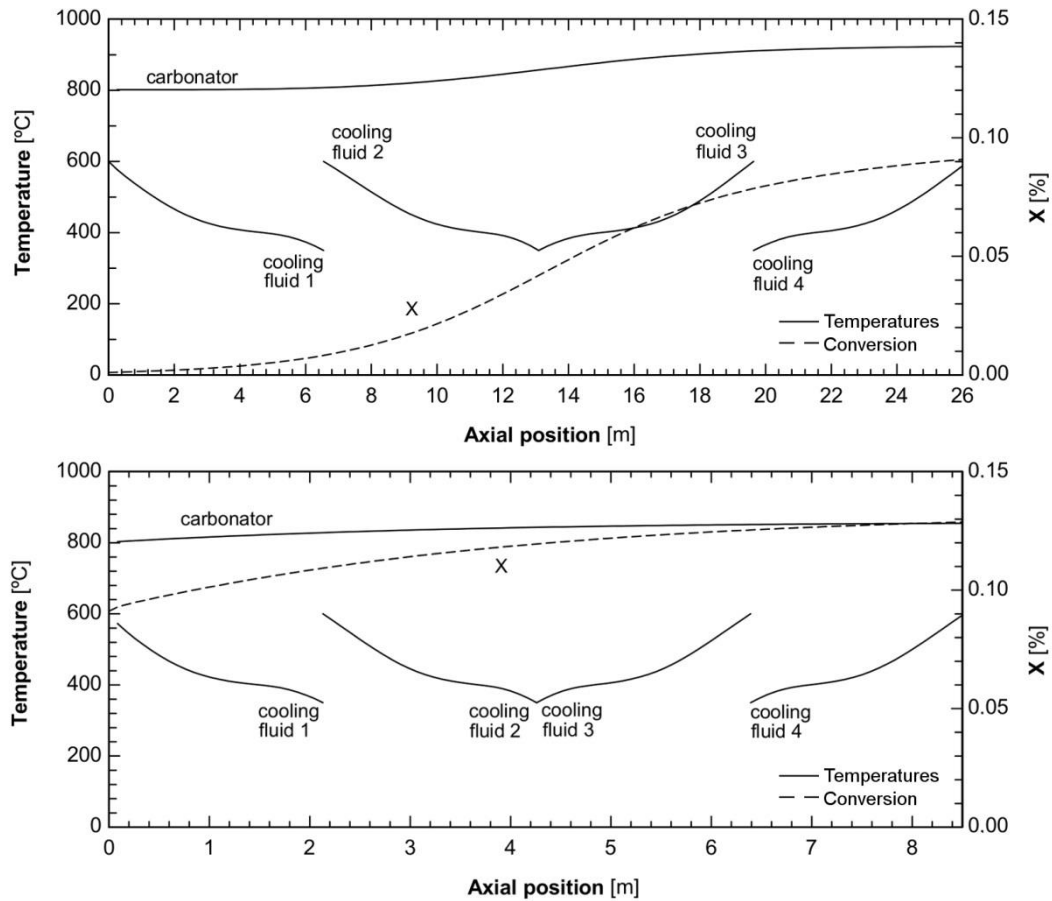 1000
800
600
400
200
0
Temperature [ºC]
carbonator
cooling
fluid 2
cooling
fluid 3
cooling
fluid 1
cooling
fluid 4
X
Temperatures
Conversion
0.15
0.10
0.05
0.00
X [%]
0 2 4 6 8 10 12 14 16 18 20 22 24 26
Axial position [m]
1000
800
600
400
200
0
Temperature [ºC]
carbonator
X
cooling
fluid 1
cooling
fluid 2
cooling
fluid 3
cooling
fluid 4
Temperatures
Conversion
0.15
0.10
0.05
0.00
X [%]
0 1 2 3 4 5 6 7 8
Axial position [m]